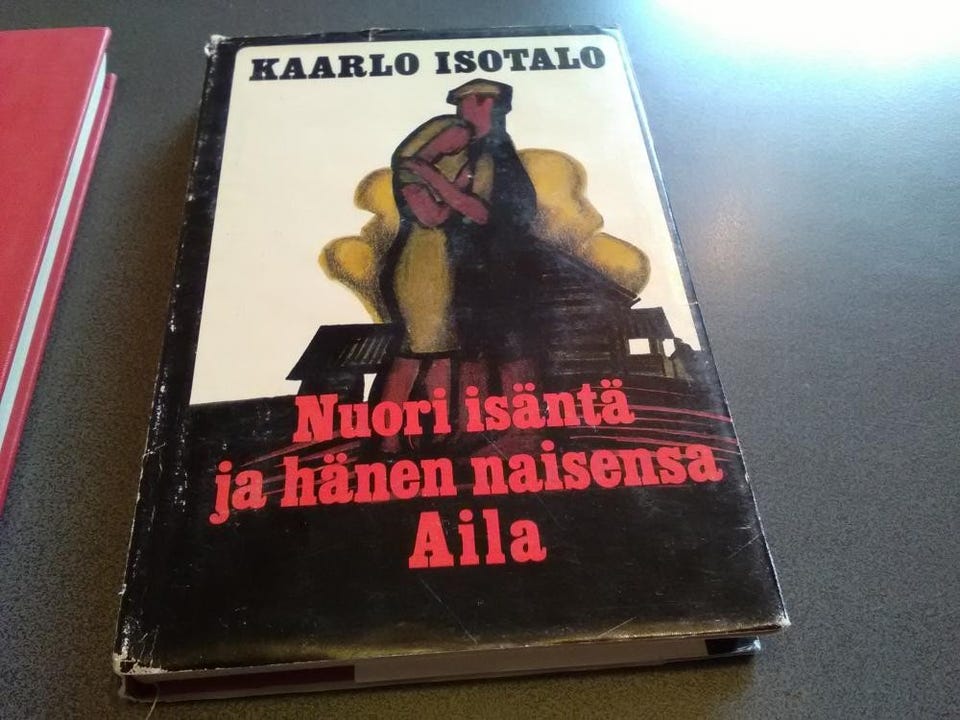 KAARLO ISOTALO
Nuori isäntä
ja hänen naisensa
Aila